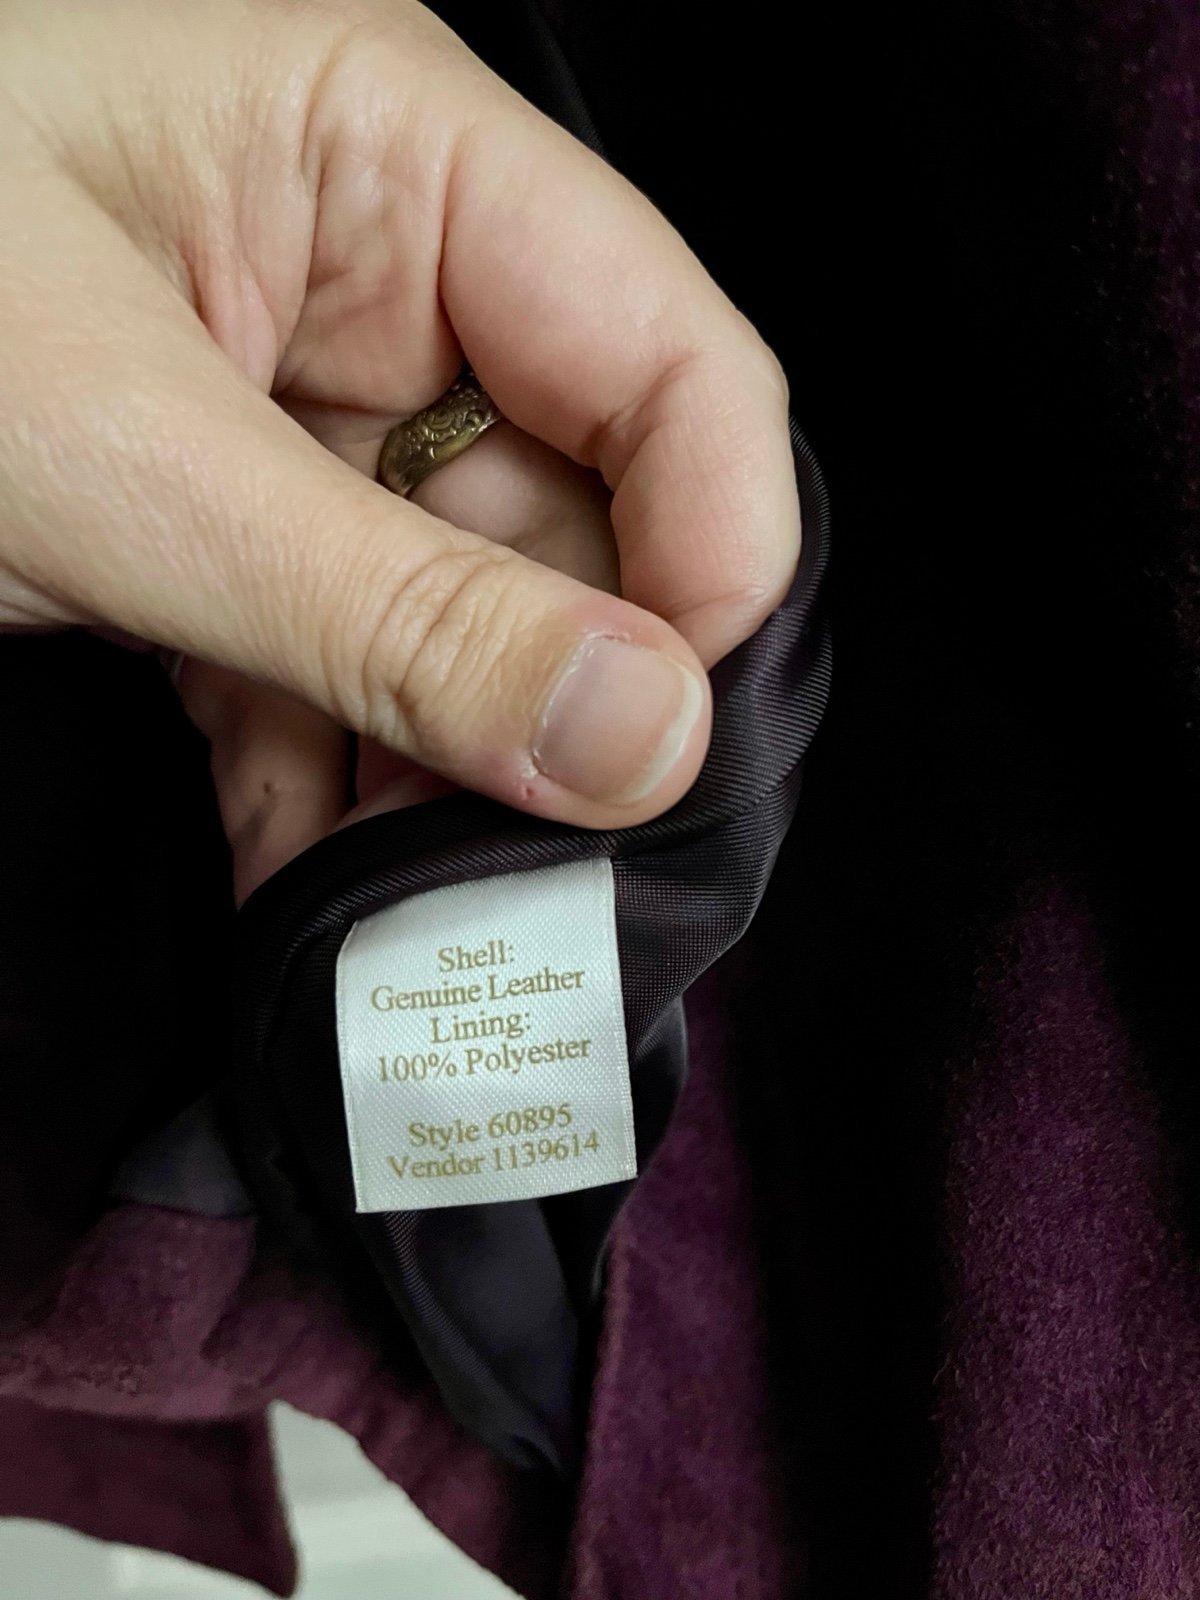 Shell:
Genuine Leather
Lining:
100% Polyester
Style 60895
Vendor 1139614